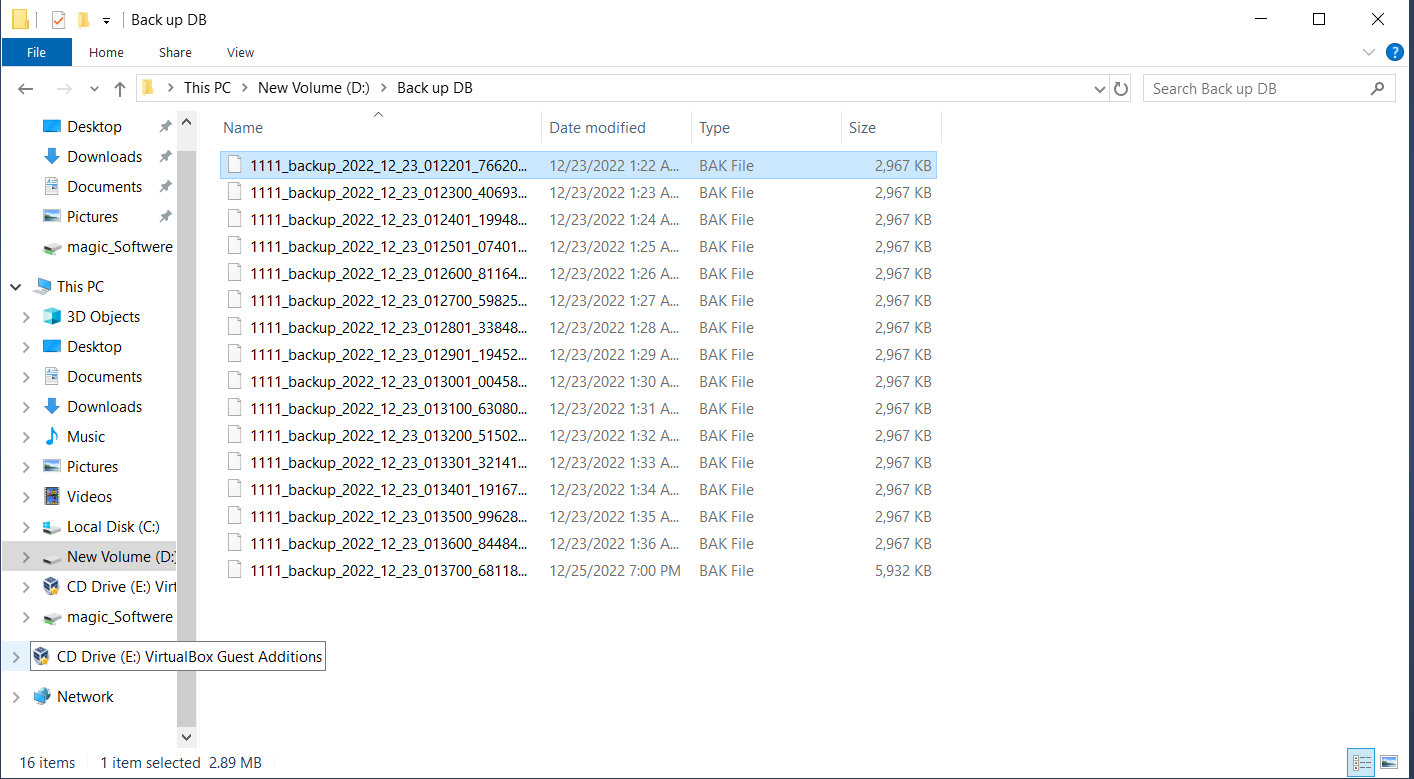 Back up DB
File Home Share View
This PC > New Volume (D:) > Back up DB
Search Back up DB
Desktop
Downloads
Documents
Pictures
magic_Softwere
This PC
3D Objects
Desktop
Documents
Downloads
Music
Pictures
Videos
Local Disk (C:)
New Volume (D:)
CD Drive (E:) Virt
magic_Softwere
CD Drive (E:) VirtualBox Guest Additions
Network
Name Date modified Type Size
1111_backup_2022_12_23_012201_76620... 12/23/2022 1:22 A... BAK File 2,967 KB
1111_backup_2022_12_23_012300_40693... 12/23/2022 1:23 A... BAK File 2,967 KB
1111_backup_2022_12_23_012401_19948... 12/23/2022 1:24 A... BAK File 2,967 KB
1111_backup_2022_12_23_012501_07401... 12/23/2022 1:25 A... BAK File 2,967 KB
1111_backup_2022_12_23_012600_81164... 12/23/2022 1:26 A... BAK File 2,967 KB
1111_backup_2022_12_23_012700_59825... 12/23/2022 1:27 A... BAK File 2,967 KB
1111_backup_2022_12_23_012801_33848... 12/23/2022 1:28 A... BAK File 2,967 KB
1111_backup_2022_12_23_012901_19452... 12/23/2022 1:29 A... BAK File 2,967 KB
1111_backup_2022_12_23_013001_00458... 12/23/2022 1:30 A... BAK File 2,967 KB
1111_backup_2022_12_23_013100_63080... 12/23/2022 1:31 A... BAK File 2,967 KB
1111_backup_2022_12_23_013200_51502... 12/23/2022 1:32 A... BAK File 2,967 KB
1111_backup_2022_12_23_013301_32141... 12/23/2022 1:33 A... BAK File 2,967 KB
1111_backup_2022_12_23_013401_19167... 12/23/2022 1:34 A... BAK File 2,967 KB
1111_backup_2022_12_23_013500_99628... 12/23/2022 1:35 A... BAK File 2,967 KB
1111_backup_2022_12_23_013600_84484... 12/23/2022 1:36 A... BAK File 2,967 KB
1111_backup_2022_12_23_013700_68118... 12/25/2022 7:00 PM BAK File 5,932 KB
16 items 1 item selected 2.89 MB